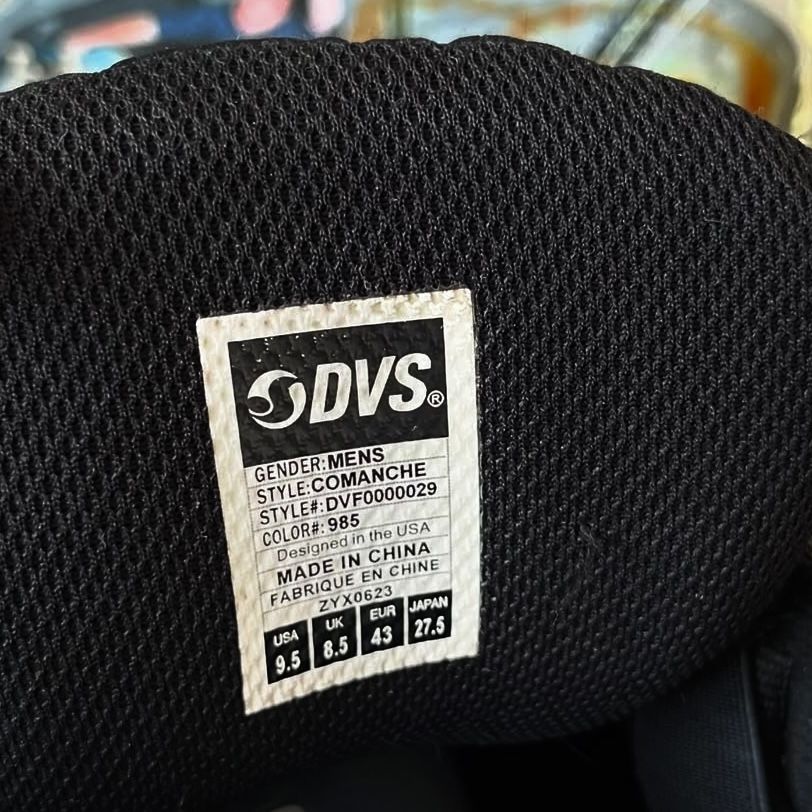 DVS®
GENDER:MENS
STYLE:COMANCHE
STYLE#:DVF0000029
COLOR#:985
Designed in the USA
MADE IN CHINA
FABRIQUE EN CHINE
ZYX0623
USA UK EUR JAPAN
9.5 8.5 43 27.5